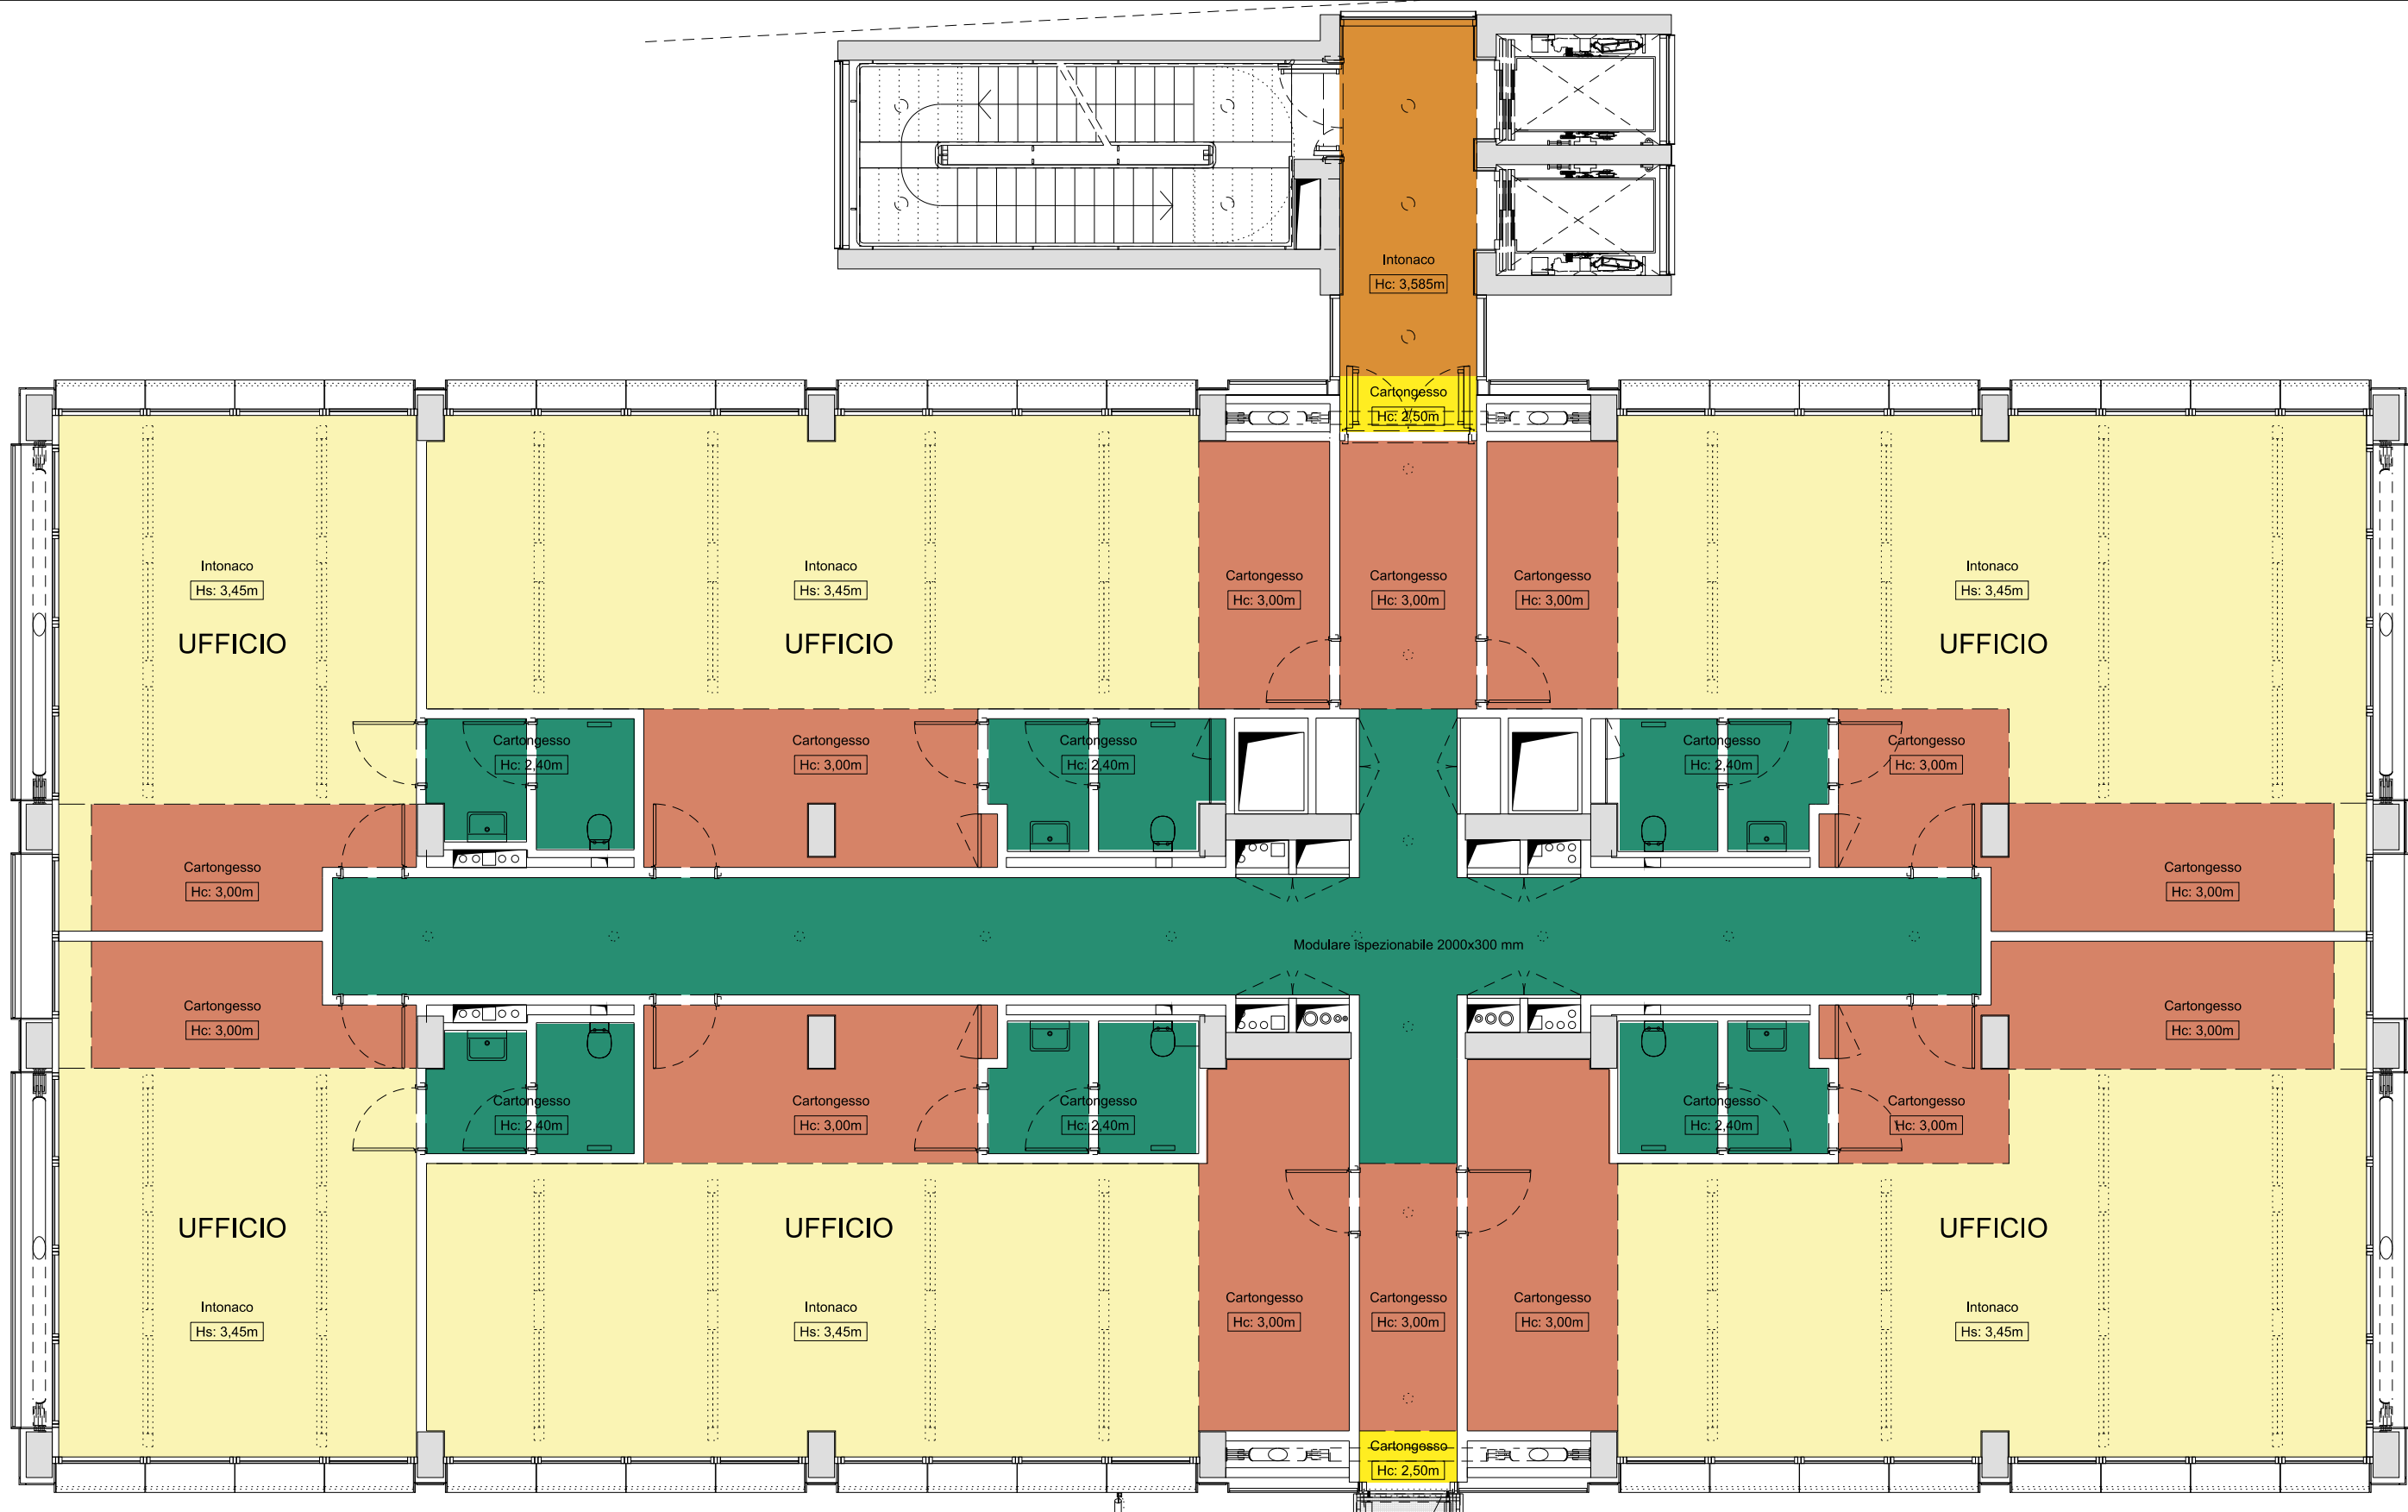 Intonaco
Hc: 3,585m
Cartongesso
Hc: 2,50m
Intonaco
Hs: 3,45m
UFFICIO
Intonaco
Hs: 3,45m
UFFICIO
Cartongesso
Hc: 3,00m
Cartongesso
Hc: 3,00m
Cartongesso
Hc: 3,00m
Intonaco
Hs: 3,45m
UFFICIO
Cartongesso
Hc: 2,40m
Cartongesso
Hc: 3,00m
Cartongesso
Hc: 2,40m
Cartongesso
Hc: 2,40m
Cartongesso
Hc: 3,00m
Cartongesso
Hc: 3,00m
Cartongesso
Hc: 3,00m
Modulare ispezionabile 2000x300 mm
Cartongesso
Hc: 3,00m
Cartongesso
Hc: 3,00m
Cartongesso
Hc: 2,40m
Cartongesso
Hc: 3,00m
Cartongesso
Hc: 2,40m
Cartongesso
Hc: 2,40m
Cartongesso
Hc: 3,00m
UFFICIO
Intonaco
Hs: 3,45m
UFFICIO
Intonaco
Hs: 3,45m
Cartongesso
Hc: 3,00m
Cartongesso
Hc: 3,00m
Cartongesso
Hc: 3,00m
UFFICIO
Intonaco
Hs: 3,45m
Cartongesso
Hc: 2,50m